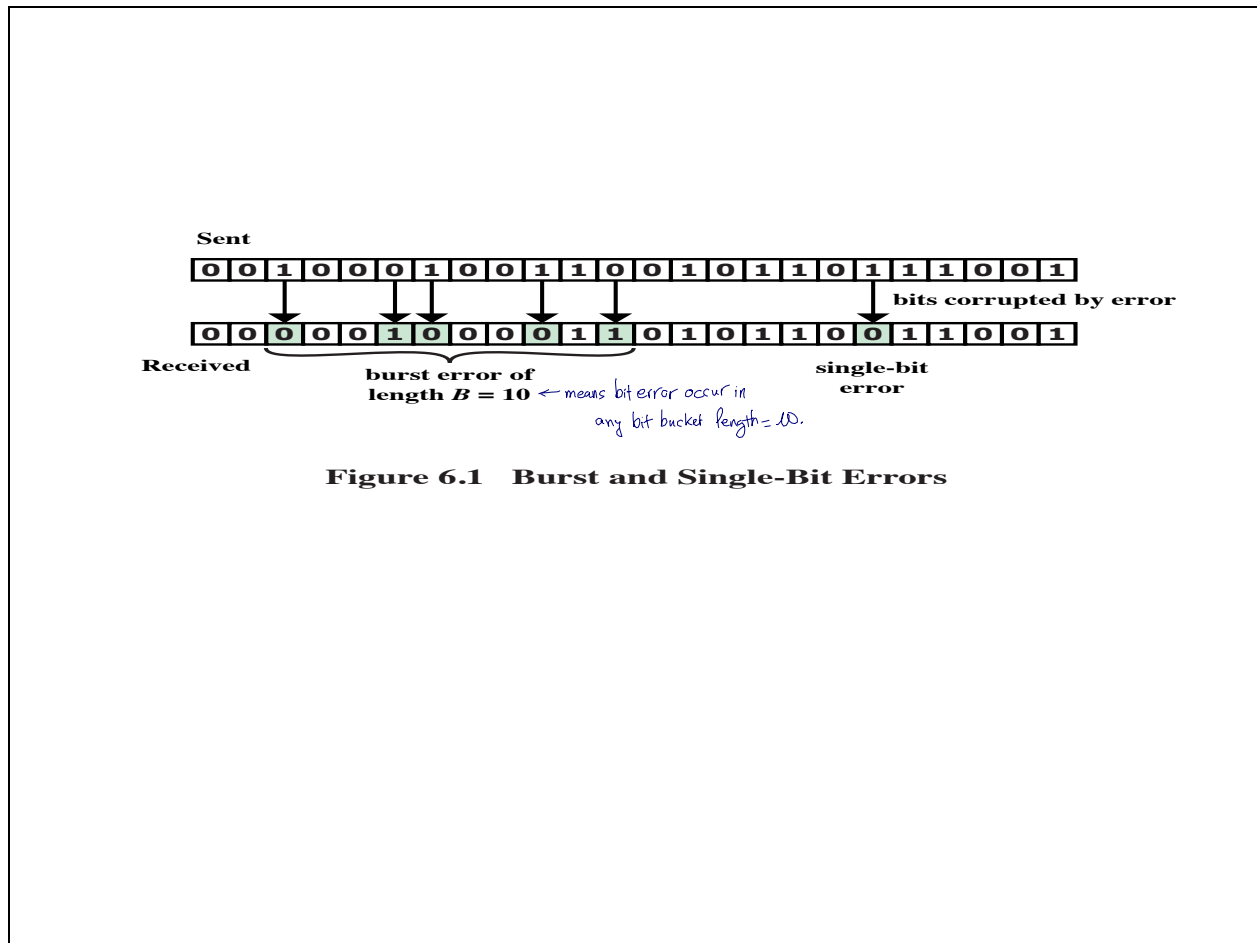 Sent
0 0 1 0 0 0 1 0 0 1 1 0 0 1 0 1 1 0 1 1 1 0 0 1
bits corrupted by error
0 0 0 0 0 1 0 0 0 0 1 1 0 1 0 1 1 0 0 1 1 0 0 1
Received
burst error of
length B = 10 ← means bit error occur in
any bit bucket length = 10.
single-bit
error
Figure 6.1 Burst and Single-Bit Errors